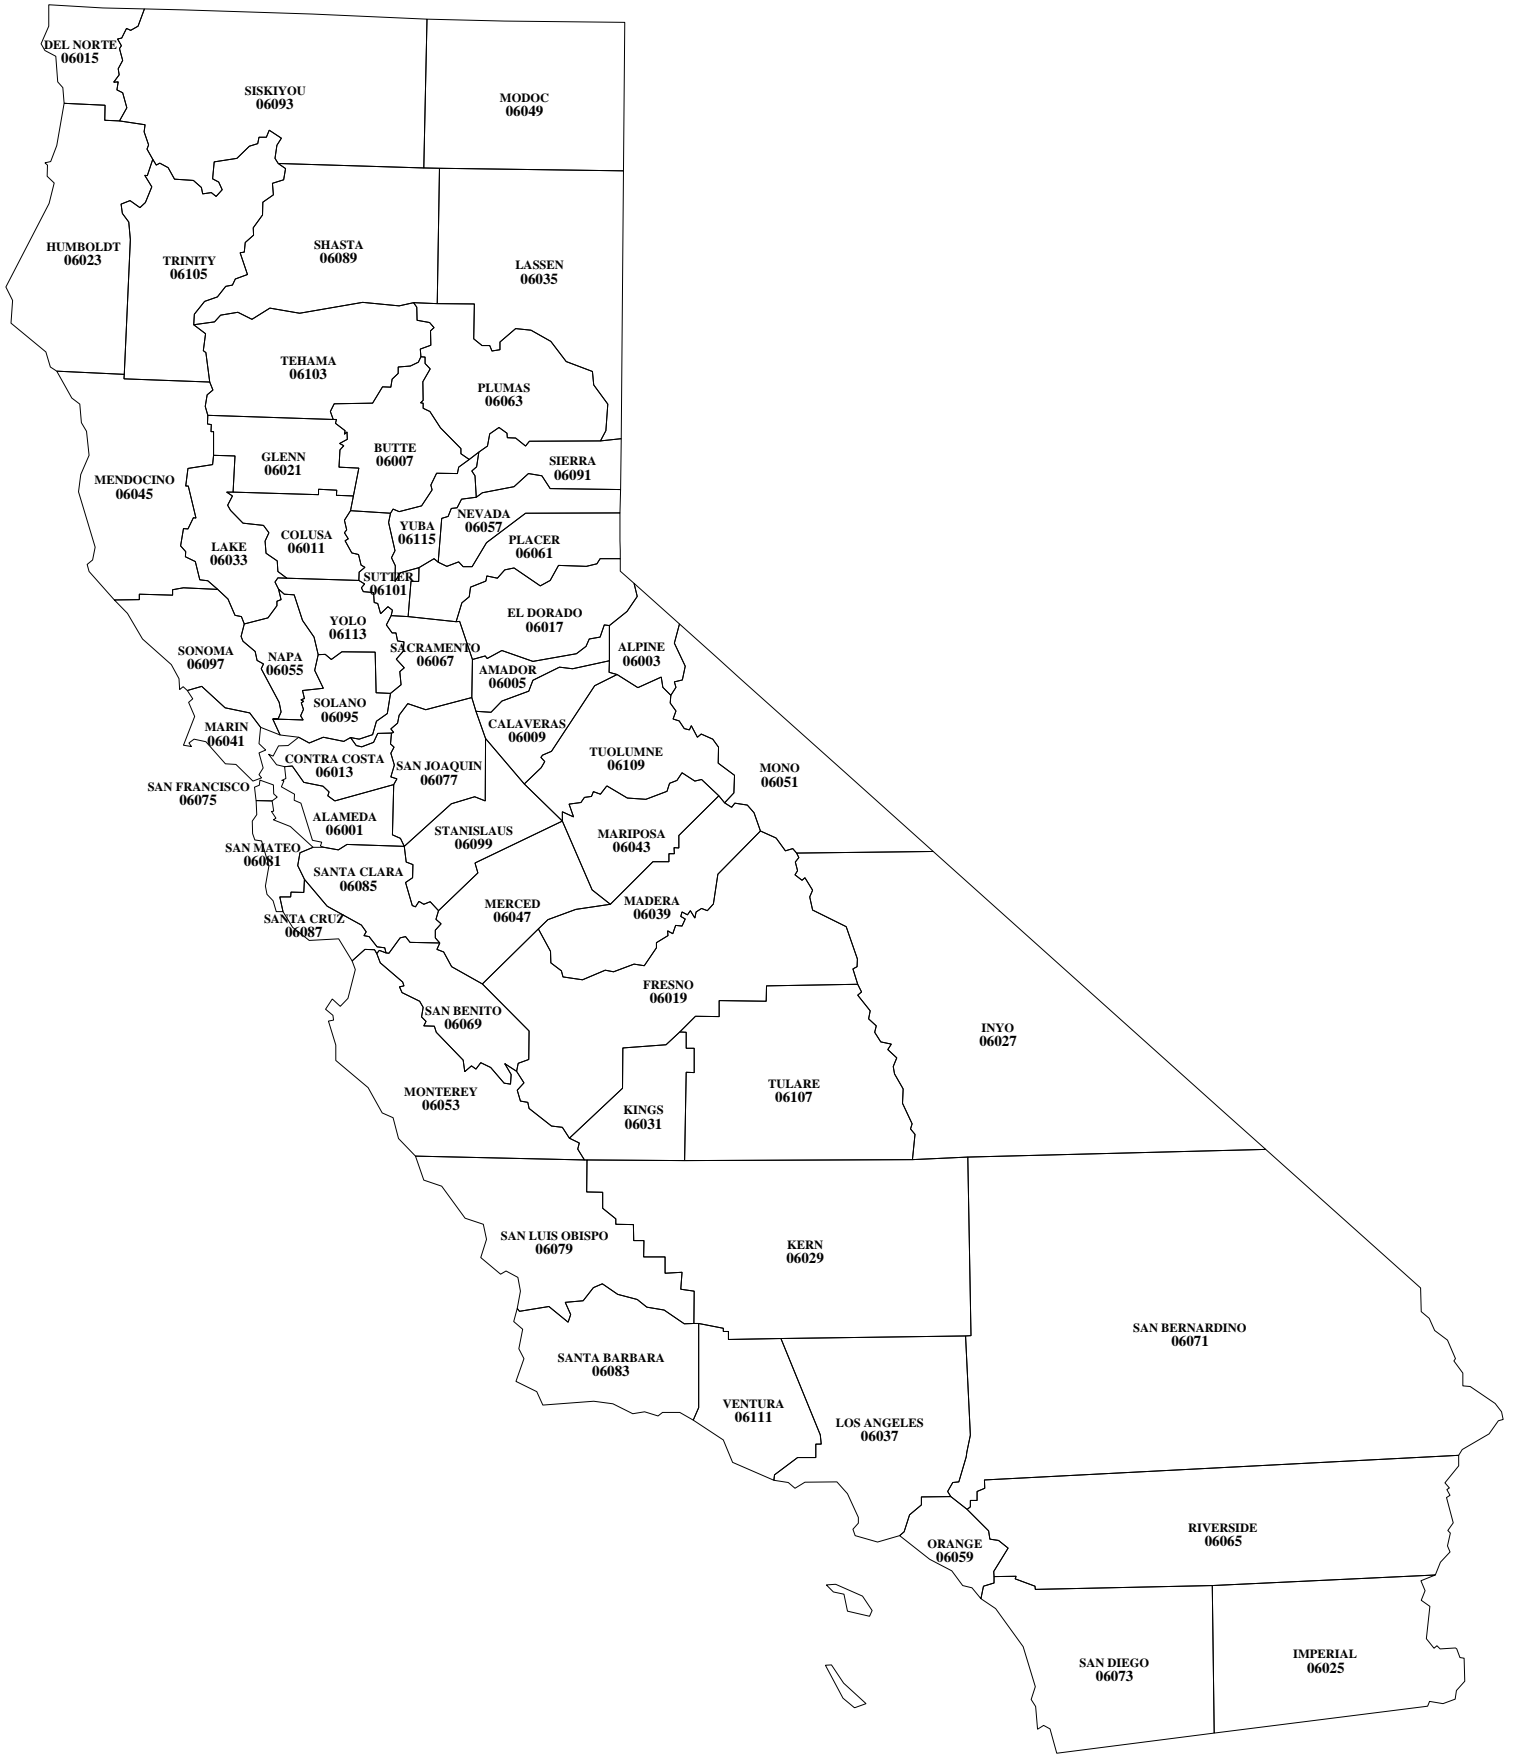 DEL NORTE
06015
SISKIYOU
06093
MODOC
06049
HUMBOLDT
06023
TRINITY
06105
SHASTA
06089
LASSEN
06035
TEHAMA
06103
PLUMAS
06063
MENDOCINO
06045
GLENN
06021
BUTTE
06007
SIERRA
06091
LAKE
06033
COLUSA
06011
YUBA
06115
NEVADA
06057
PLACER
06061
SUTTER
06101
SONOMA
06097
NAPA
06055
YOLO
06113
SACRAMENTO
06067
EL DORADO
06017
ALPINE
06003
AMADOR
06005
SOLANO
06095
MARIN
06041
CALAVERAS
06009
CONTRA COSTA
06013
SAN JOAQUIN
06077
TUOLUMNE
06109
MONO
06051
SAN FRANCISCO
06075
ALAMEDA
06001
STANISLAUS
06099
MARIPOSA
06043
SAN MATEO
06081
SANTA CLARA
06085
MERCED
06047
MADERA
06039
SANTA CRUZ
06087
FRESNO
06019
SAN BENITO
06069
INYO
06027
MONTEREY
06053
KINGS
06031
TULARE
06107
SAN LUIS OBISPO
06079
KERN
06029
SAN BERNARDINO
06071
SANTA BARBARA
06083
VENTURA
06111
LOS ANGELES
06037
ORANGE
06059
RIVERSIDE
06065
SAN DIEGO
06073
IMPERIAL
06025